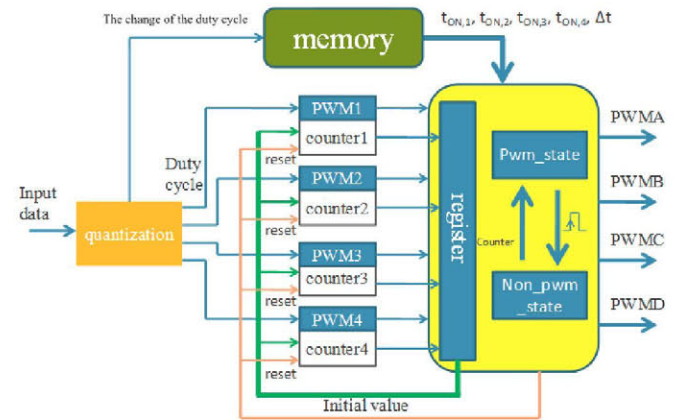 The change of the duty cycle
memory
tON,1, tON,2, tON,3, tON,4, Δt
PWM1
counter1
reset
PWM2
counter2
reset
PWM3
counter3
reset
PWM4
counter4
reset
Duty
cycle
Input
data
quantization
register
Pwm_state
Counter
Non_pwm
_state
PWMA
PWMB
PWMC
PWMD
Initial value